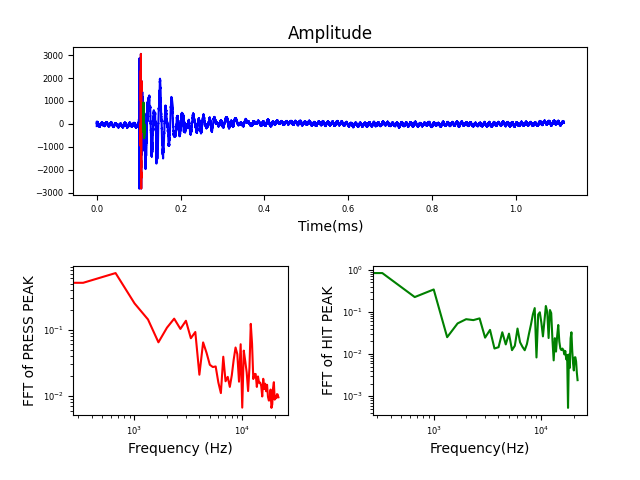 Amplitude
3000
2000
1000
0
−1000
−2000
−3000
0.0 0.2 0.4 0.6 0.8 1.0
Time(ms)
FFT of PRESS PEAK
10⁻¹
10⁻²
10³ 10⁴
Frequency (Hz)
FFT of HIT PEAK
10⁰
10⁻¹
10⁻²
10⁻³
10³ 10⁴
Frequency(Hz)